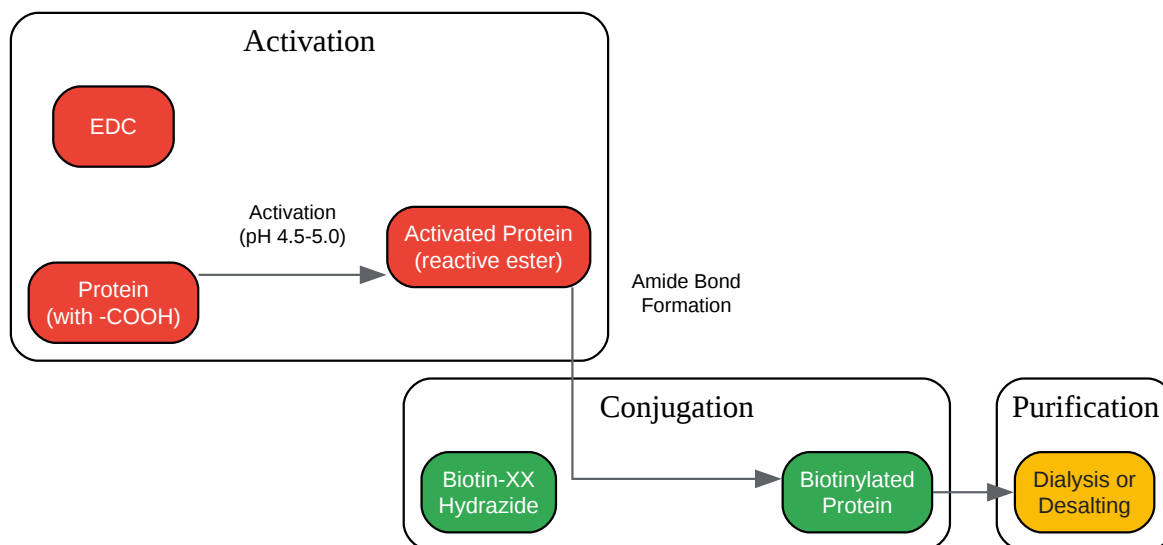 Activation
EDC
Activation
(pH 4.5-5.0)
Activated Protein
(reactive ester)
Protein
(with -COOH)
Amide Bond
Formation
Conjugation
Biotin-XX
Hydrazide
Biotinylated
Protein
Purification
Dialysis or
Desalting